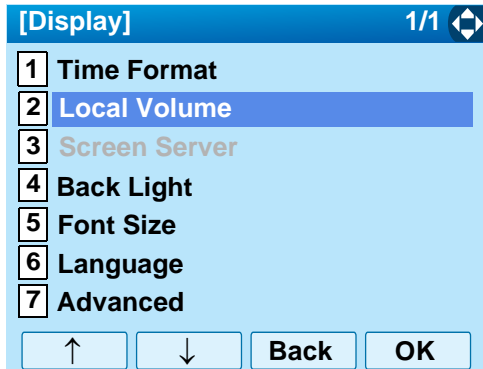 [Display] 1/1
1 Time Format
2 Local Volume
3 Screen Server
4 Back Light
5 Font Size
6 Language
7 Advanced
↑ ↓ Back OK